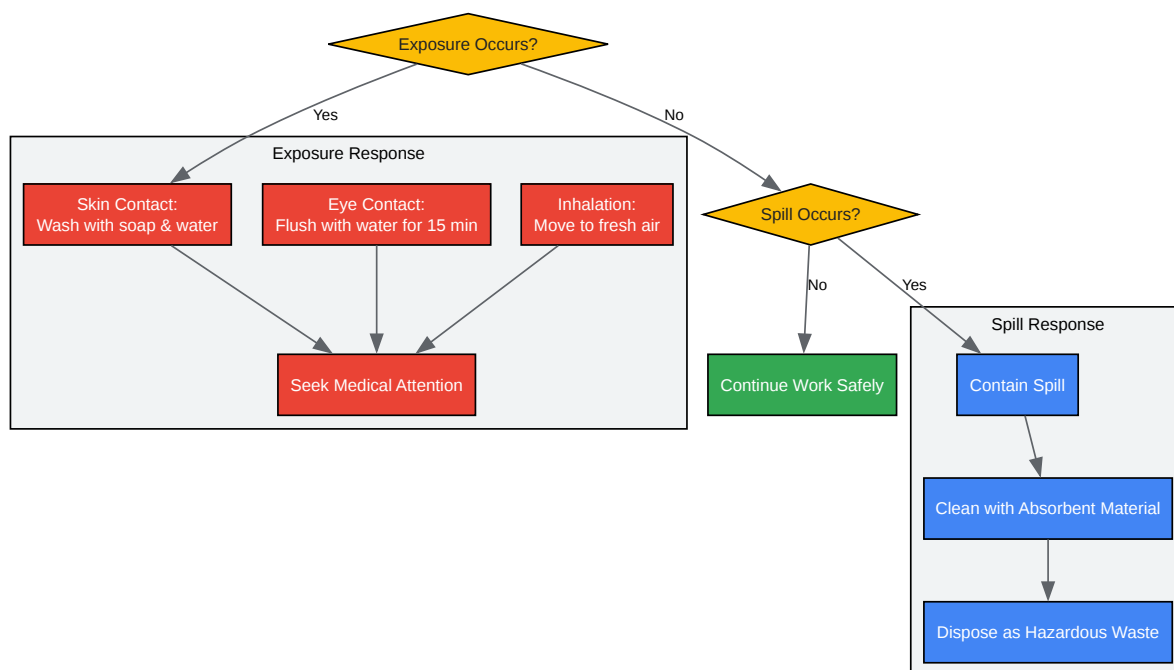 Exposure Occurs?
Yes
No
Exposure Response
Skin Contact:
Wash with soap & water
Eye Contact:
Flush with water for 15 min
Inhalation:
Move to fresh air
Spill Occurs?
No
Yes
Spill Response
Seek Medical Attention
Continue Work Safely
Contain Spill
Clean with Absorbent Material
Dispose as Hazardous Waste